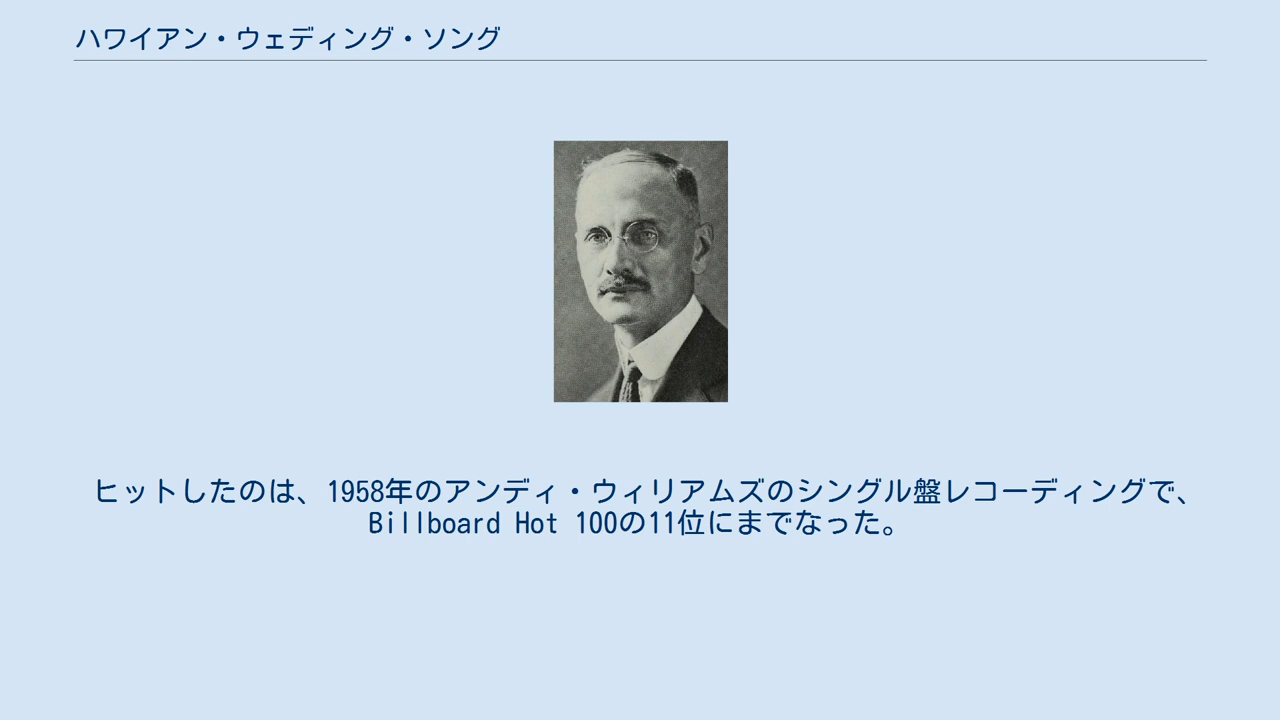 ハワイアン・ウェディング・ソング
ヒットしたのは、1958年のアンディ・ウィリアムズのシングル盤レコーディングで、
Billboard Hot 100の11位にまでなった。